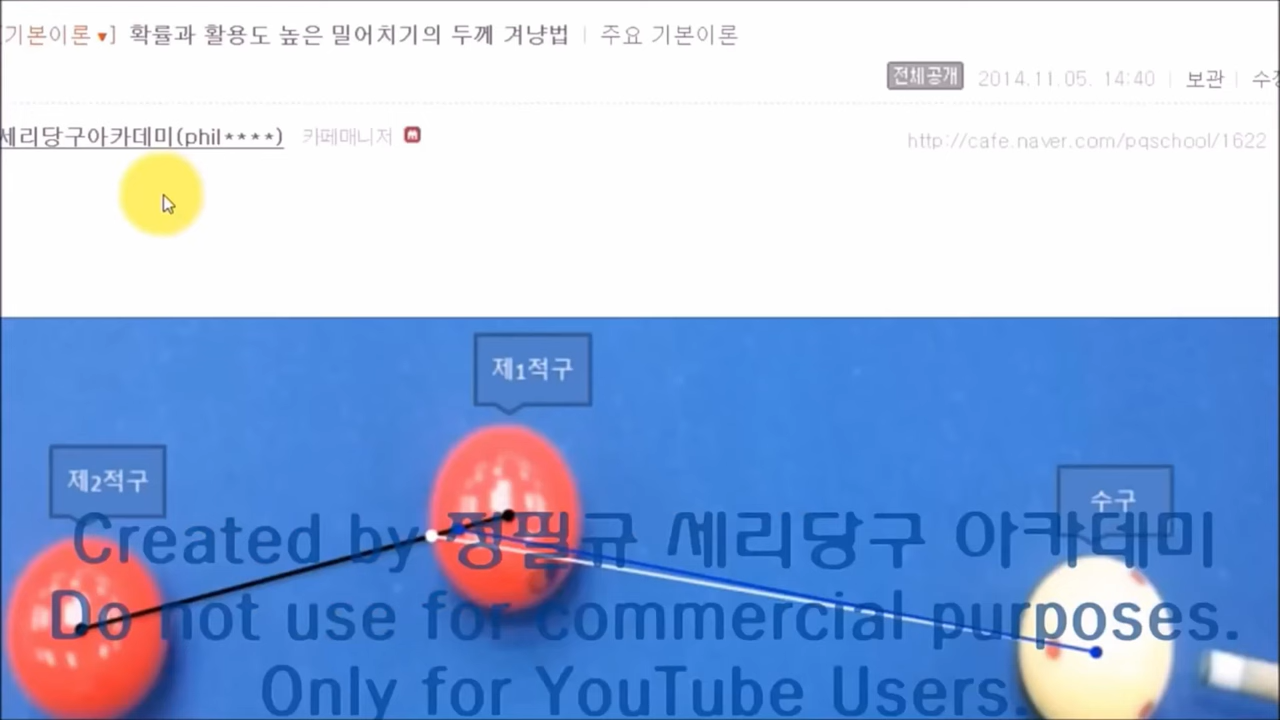 [기본이론 ▾] 확률과 활용도 높은 밀어치기의 두께 겨냥법 | 주요 기본이론
전체공개 2014.11.05. 14:40 | 보관 | 수정
세리당구아카데미(phil****) 카페매니저 m
http://cafe.naver.com/pqschool/1622
제1적구
제2적구
수구
Created by 정필규 세리당구 아카데미
Do not use for commercial purposes.
Only for YouTube Users.